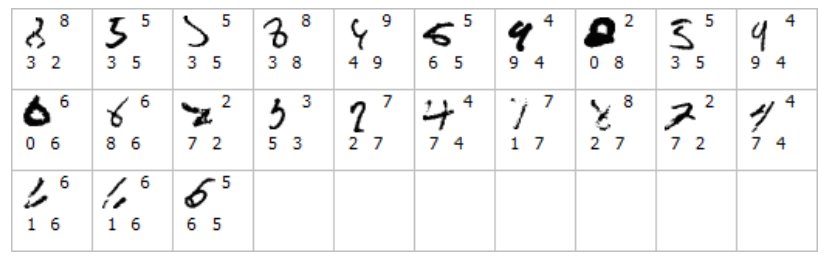 8 5 5 8 9 5 4 2 5 4
3 2 3 5 3 5 3 8 4 9 6 5 9 4 0 8 3 5 9 4
6 6 2 3 7 4 7 8 2 4
0 6 8 6 7 2 5 3 2 7 7 4 1 7 2 7 7 2 7 4
6 6 5
1 6 1 6 6 5